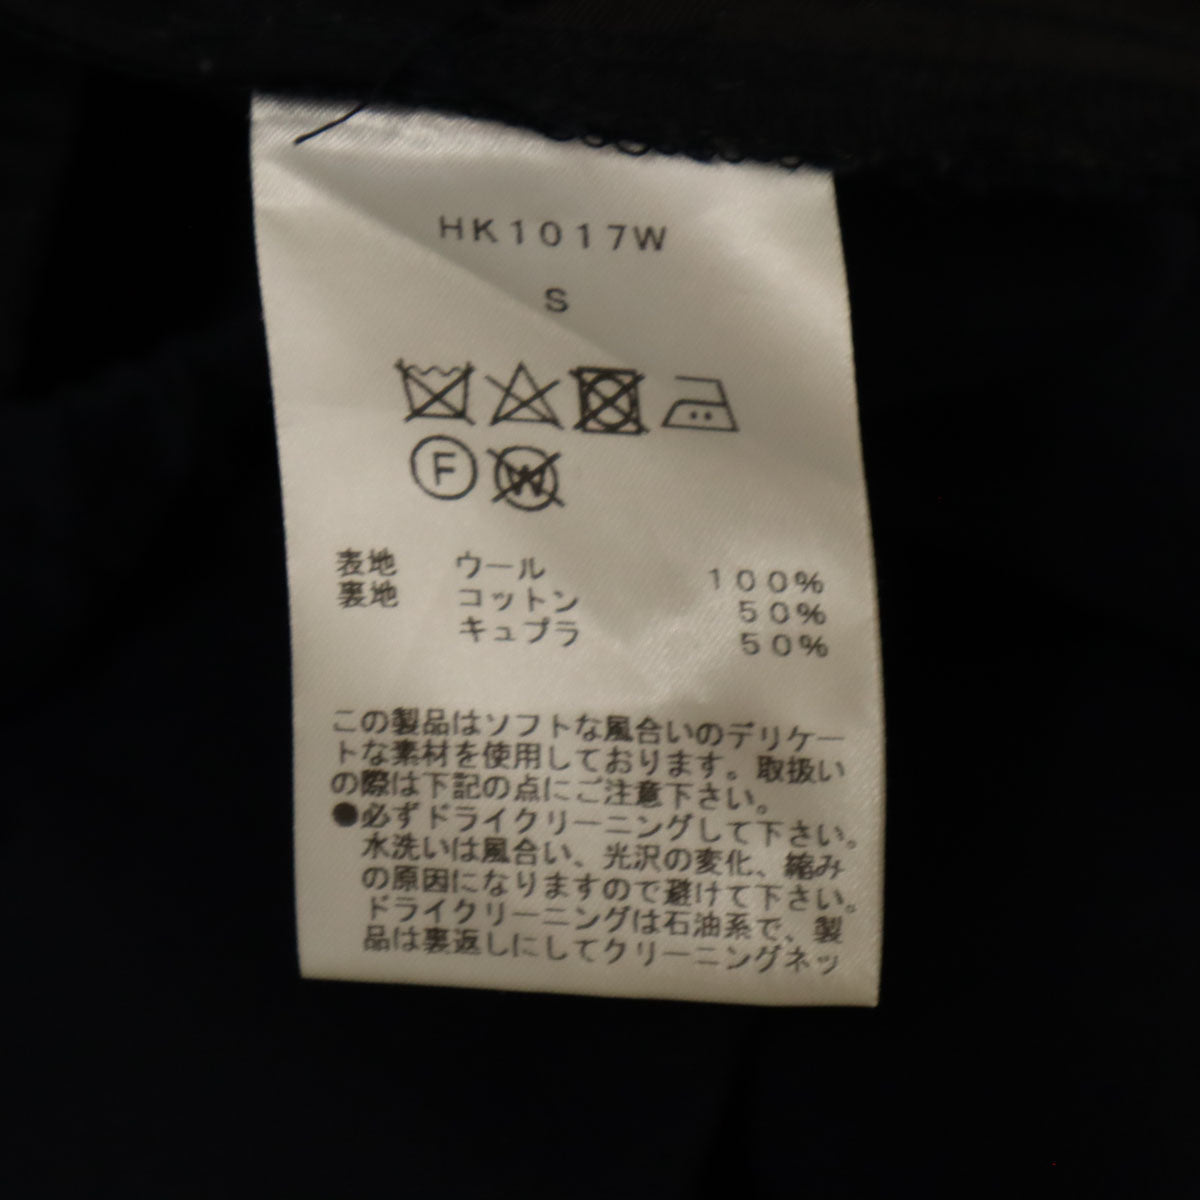 HK1017W
S
F W
表地 ウール 100%
裏地 コットン 50%
キュプラ 50%
この製品はソフトな風合いのデリケー
トな素材を使用しております。取扱い
の際は下記の点にご注意下さい。
●必ずドライクリーニングして下さい。
水洗いは風合い、光沢の変化、縮み
の原因になりますので避けて下さい。
ドライクリーニングは石油系で、製
品は裏返しにしてクリーニングネッ